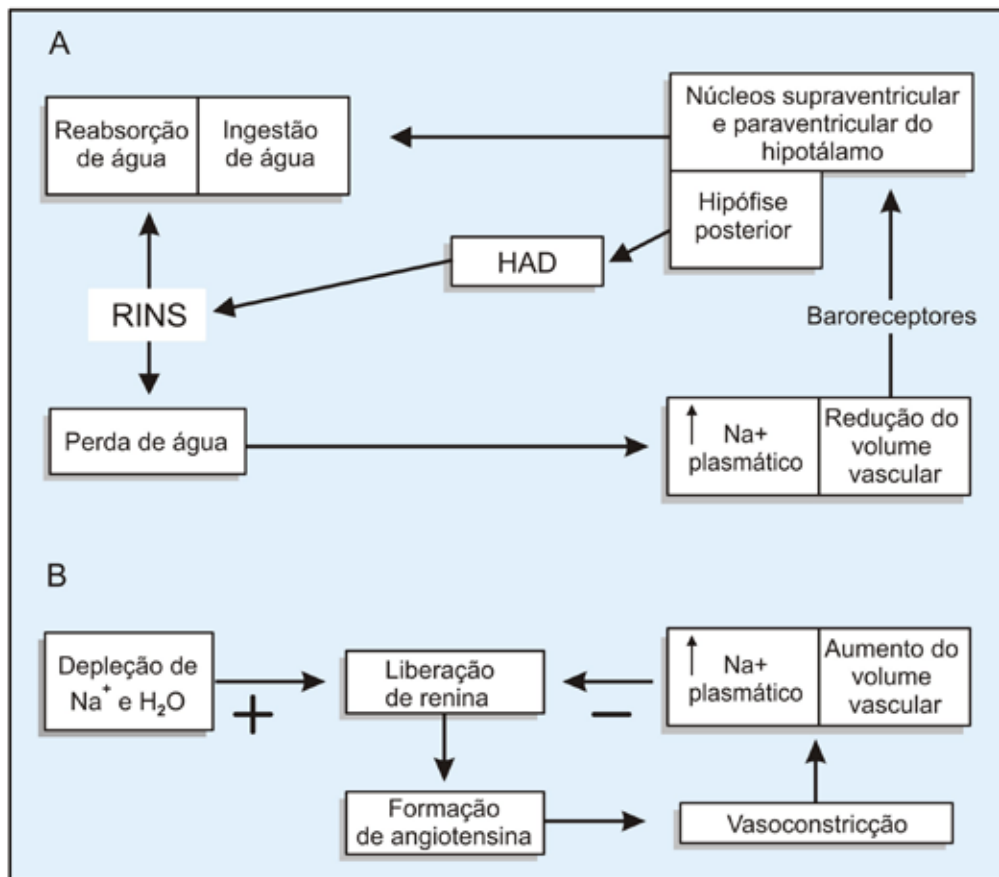 A
Reabsorção
de água
Ingestão
de água
Núcleos supraventricular
e paraventricular do
hipotálamo
Hipófise
posterior
HAD
RINS
Baroreceptores
Perda de água
↑ Na+
plasmático
Redução do
volume
vascular
B
Depleção de
Na⁺ e H₂O
+
Liberação
de renina
−
↑ Na+
plasmático
Aumento do
volume
vascular
Formação
de angiotensina
Vasoconstricção